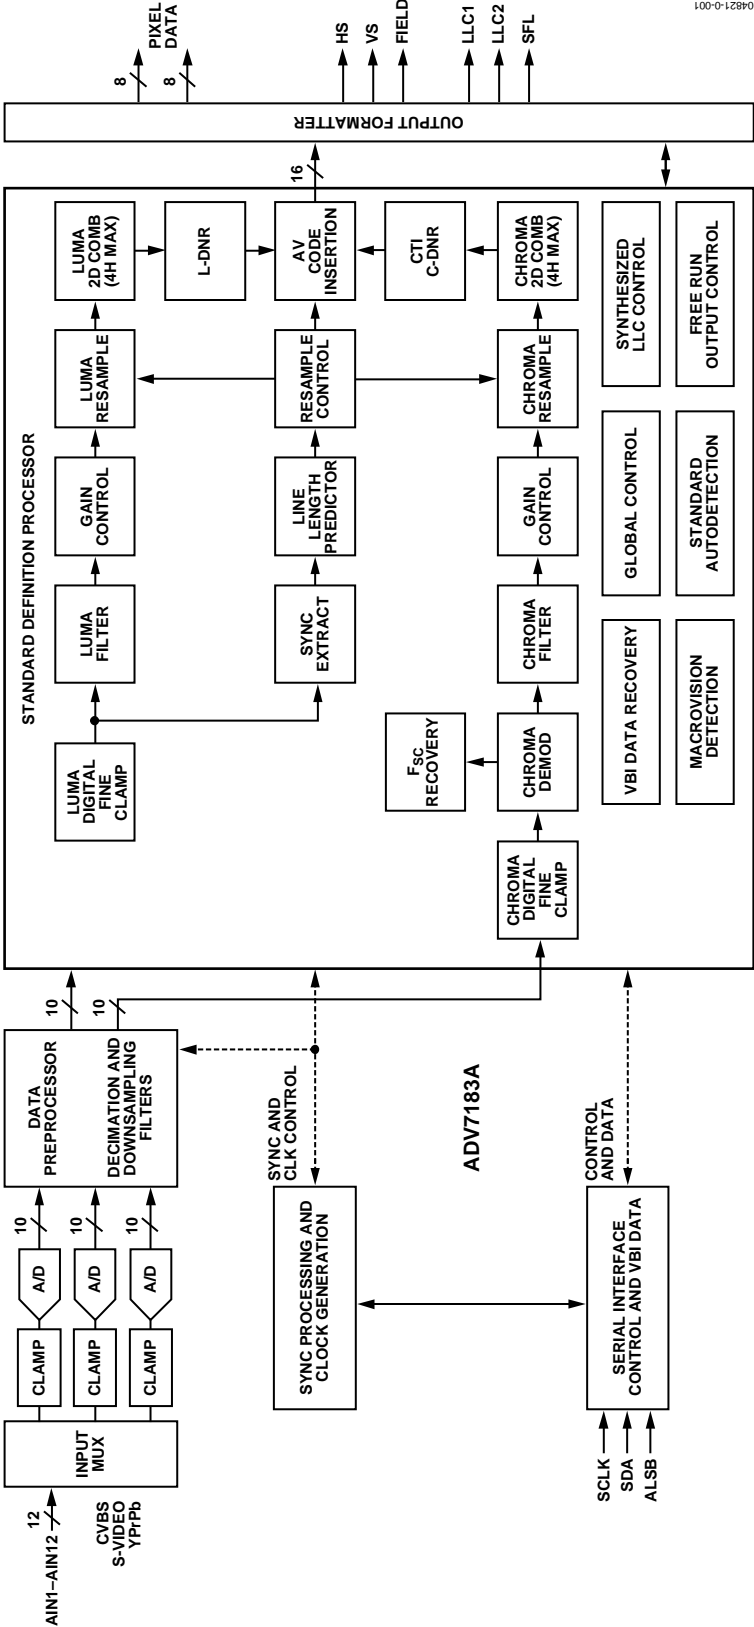 AIN1–AIN12
12
CVBS
S-VIDEO
YPrPb
INPUT
MUX
CLAMP
A/D
10
CLAMP
A/D
10
CLAMP
A/D
10
DATA
PREPROCESSOR
DECIMATION AND
DOWNSAMPLING
FILTERS
10
10
SYNC PROCESSING AND
CLOCK GENERATION
SYNC AND
CLK CONTROL
ADV7183A
SCLK
SDA
ALSB
SERIAL INTERFACE
CONTROL AND VBI DATA
CONTROL
AND DATA
STANDARD DEFINITION PROCESSOR
LUMA
DIGITAL
FINE
CLAMP
LUMA
FILTER
GAIN
CONTROL
LUMA
RESAMPLE
LUMA
2D COMB
(4H MAX)
L-DNR
SYNC
EXTRACT
LINE
LENGTH
PREDICTOR
RESAMPLE
CONTROL
AV
CODE
INSERTION
16
FSC
RECOVERY
CTI
C-DNR
CHROMA
DIGITAL
FINE
CLAMP
CHROMA
DEMOD
CHROMA
FILTER
GAIN
CONTROL
CHROMA
RESAMPLE
CHROMA
2D COMB
(4H MAX)
VBI DATA RECOVERY
GLOBAL CONTROL
SYNTHESIZED
LLC CONTROL
MACROVISION
DETECTION
STANDARD
AUTODETECTION
FREE RUN
OUTPUT CONTROL
OUTPUT FORMATTER
8
8
PIXEL
DATA
HS
VS
FIELD
LLC1
LLC2
SFL
04821-0-001